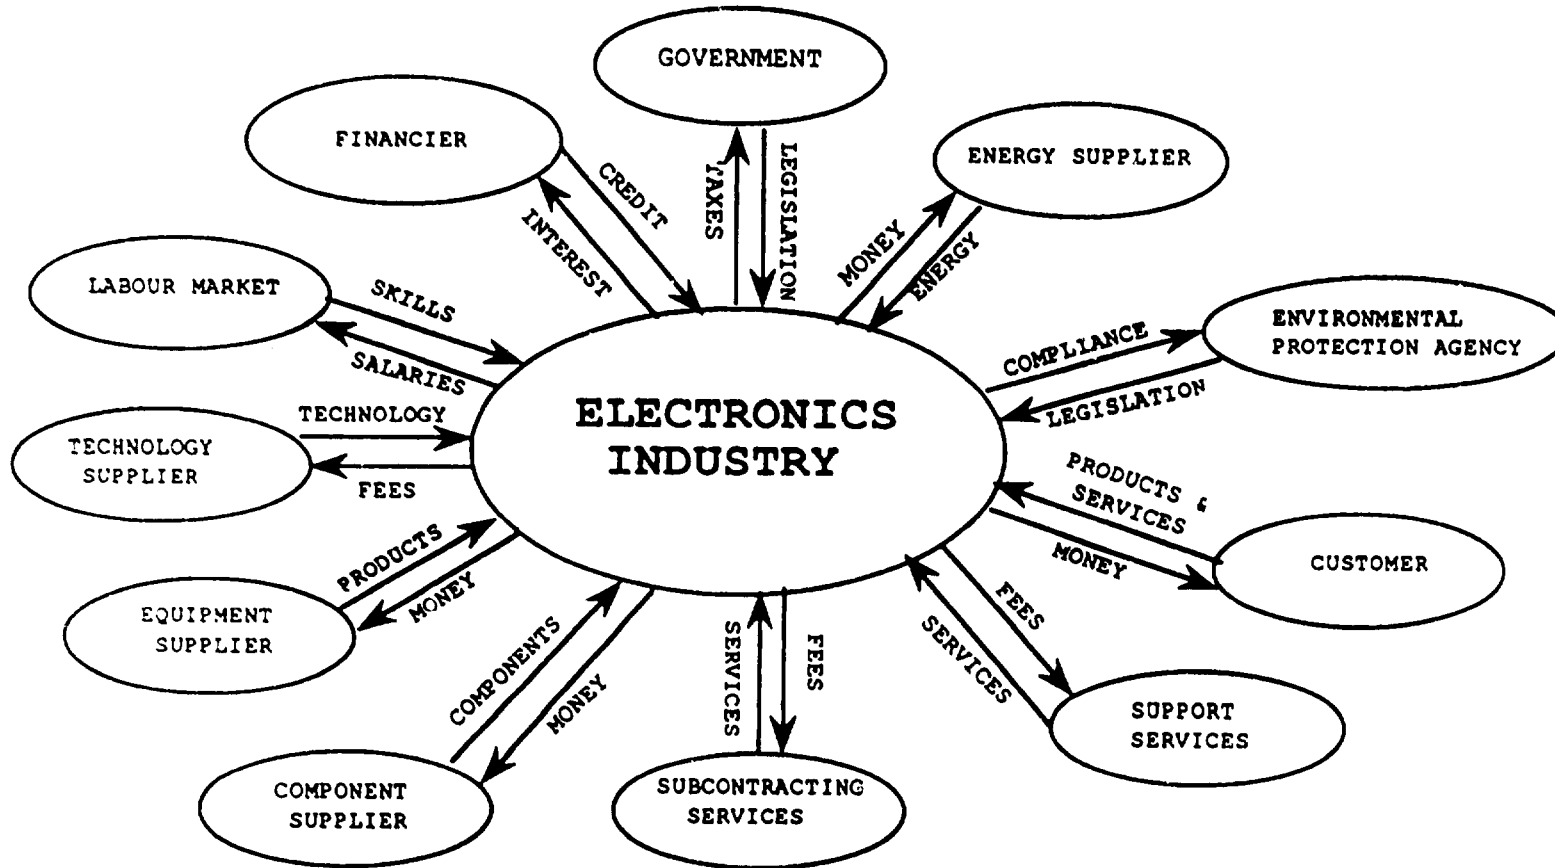 GOVERNMENT
FINANCIER
ENERGY SUPPLIER
CREDIT
INTEREST
TAXES
LEGISLATION
MONEY
ENERGY
LABOUR MARKET
SKILLS
SALARIES
ENVIRONMENTAL
PROTECTION AGENCY
COMPLIANCE
LEGISLATION
ELECTRONICS
INDUSTRY
TECHNOLOGY
SUPPLIER
TECHNOLOGY
FEES
PRODUCTS &
SERVICES
MONEY
CUSTOMER
EQUIPMENT
SUPPLIER
PRODUCTS
MONEY
COMPONENTS
MONEY
SERVICES
FEES
FEES
SERVICES
SUPPORT
SERVICES
COMPONENT
SUPPLIER
SUBCONTRACTING
SERVICES